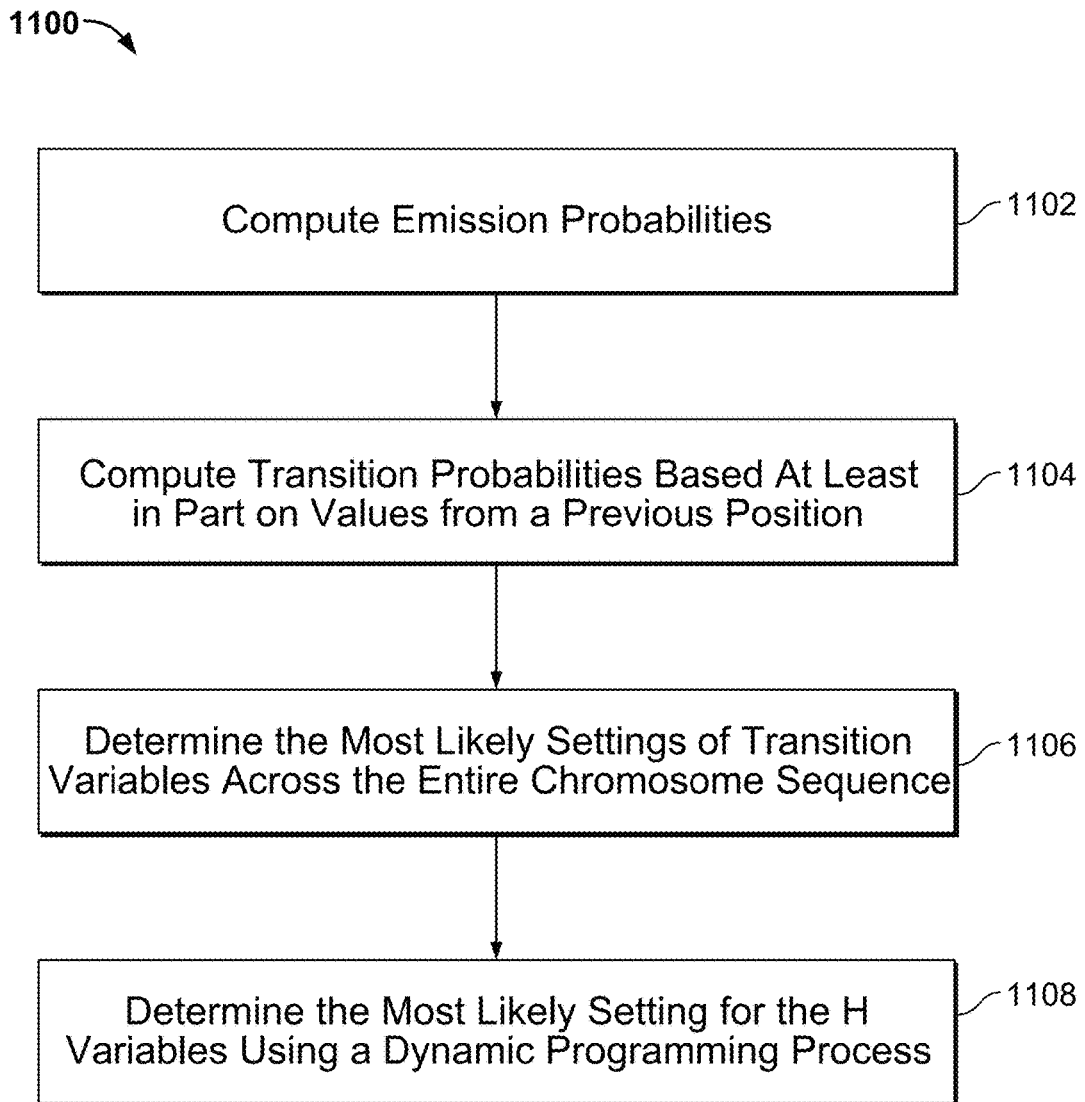 1100
Compute Emission Probabilities
1102
Compute Transition Probabilities Based At Least
in Part on Values from a Previous Position
1104
Determine the Most Likely Settings of Transition
Variables Across the Entire Chromosome Sequence
1106
Determine the Most Likely Setting for the H
Variables Using a Dynamic Programming Process
1108